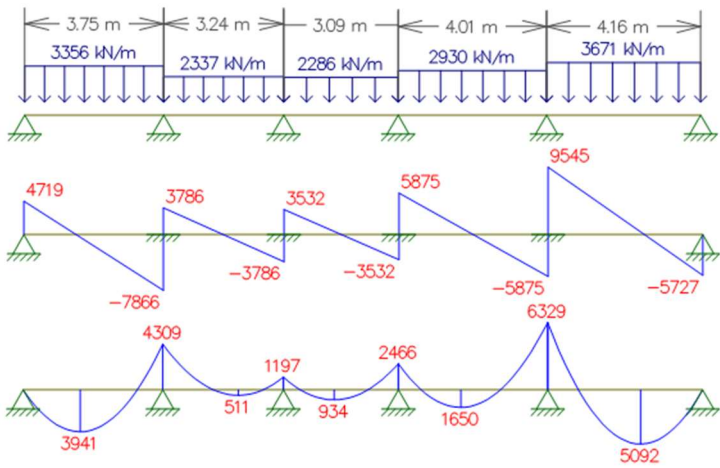 3.75 m 3.24 m 3.09 m 4.01 m 4.16 m
3356 kN/m 2337 kN/m 2286 kN/m 2930 kN/m 3671 kN/m
4719 3786 3532 5875 9545
-7866 -3786 -3532 -5875 -5727
4309 1197 2466 6329
3941 511 934 1650 5092